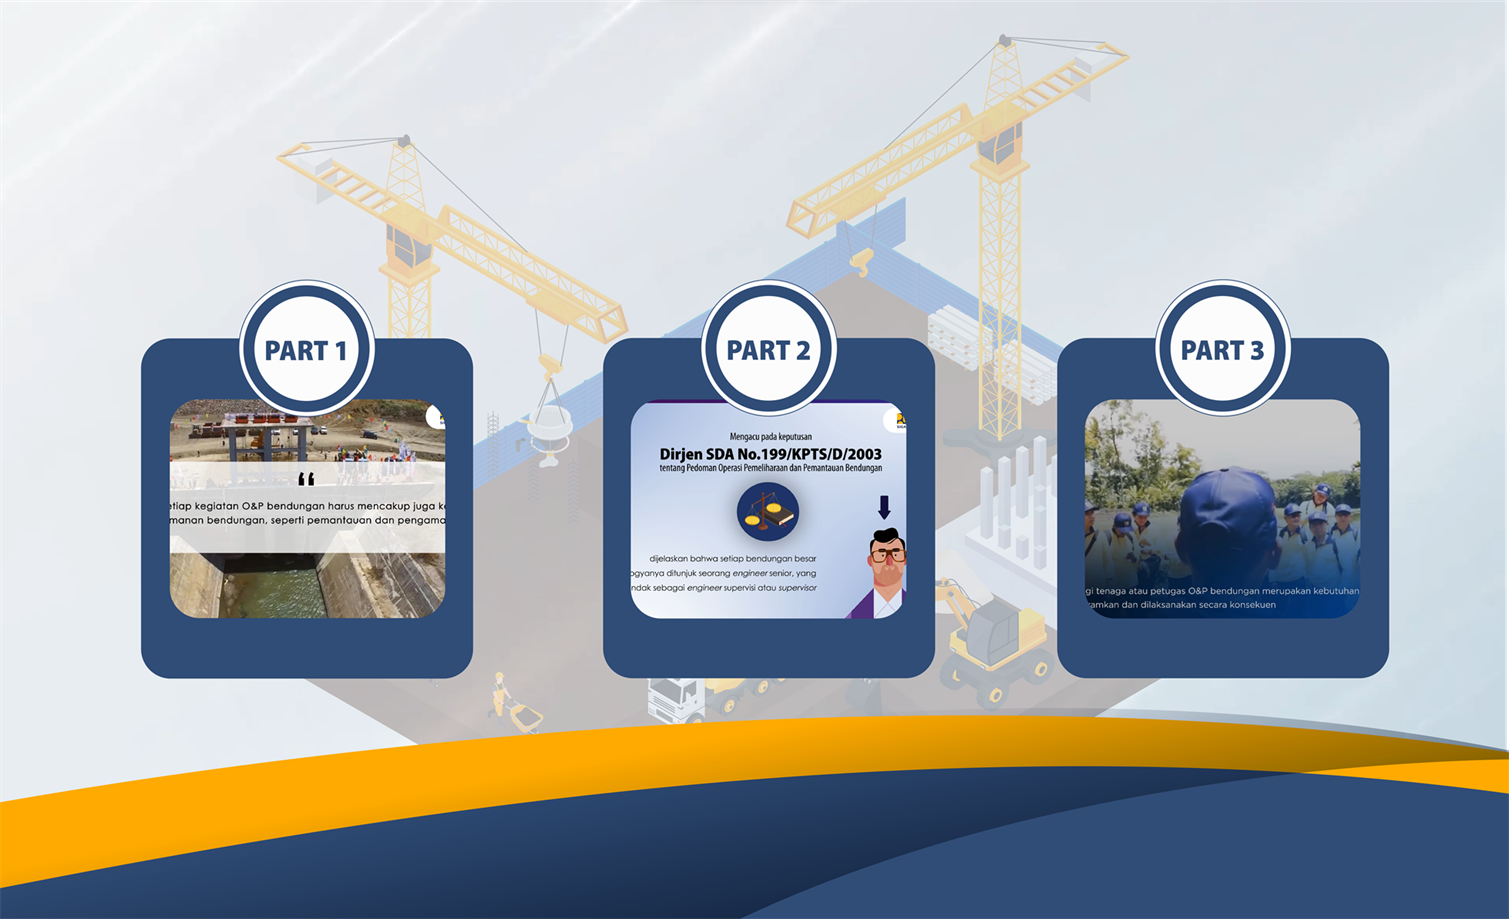 PART 1
“
etiap kegiatan O&P bendungan harus mencakup juga k
manan bendungan, seperti pemantauan dan pengama
PART 2
Mengacu pada keputusan
Dirjen SDA No.199/KPTS/D/2003
tentang Pedoman Operasi Pemeliharaan dan Pemantauan Bendungan
dijelaskan bahwa setiap bendungan besar
ogyanya ditunjuk seorang engineer senior, yang
ndak sebagai engineer supervisi atau supervisor
PART 3
gi tenaga atau petugas O&P bendungan merupakan kebutuhan
ramkan dan dilaksanakan secara konsekuen